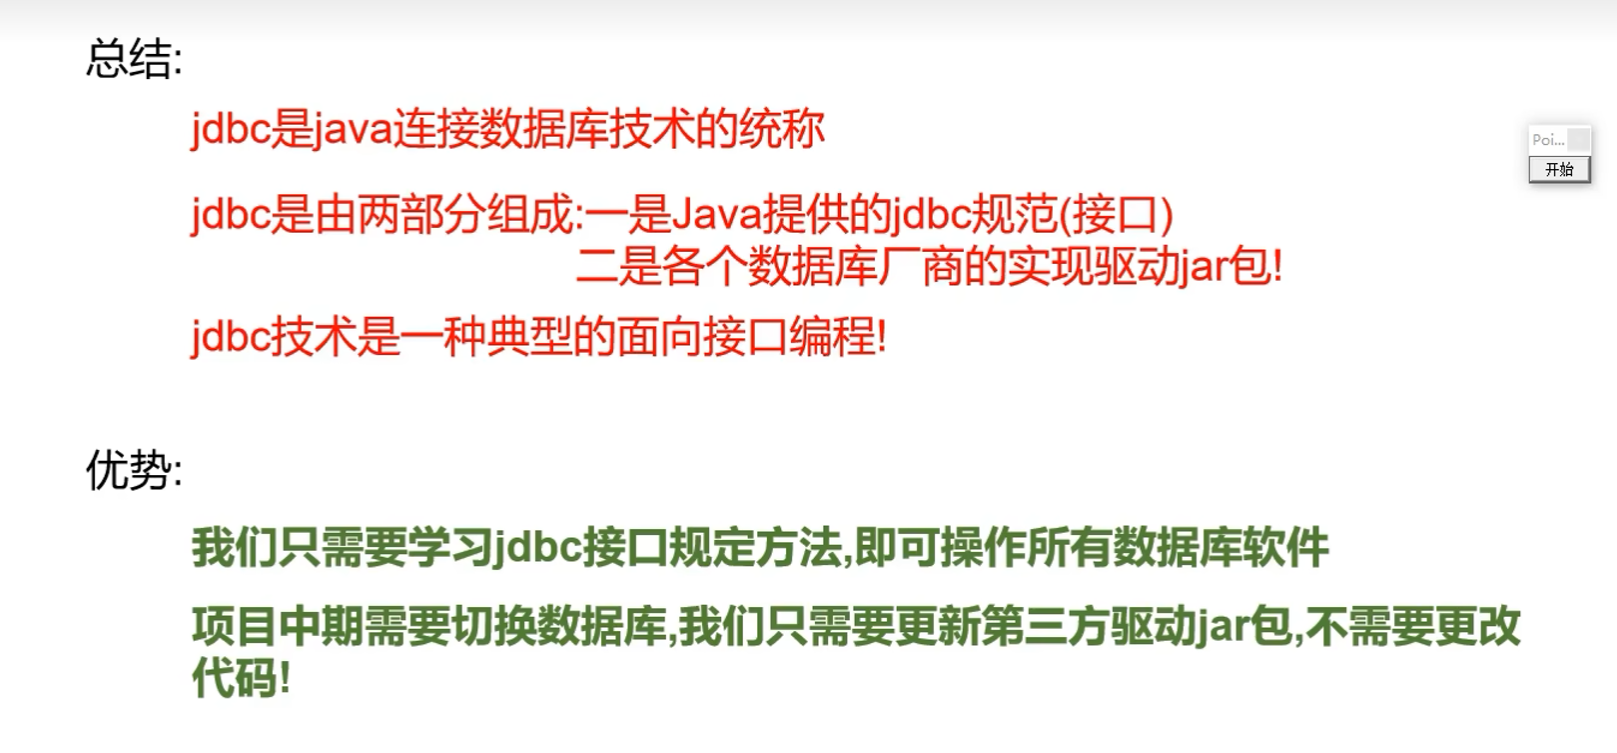 总结:
jdbc是java连接数据库技术的统称
jdbc是由两部分组成:一是Java提供的jdbc规范(接口)
二是各个数据库厂商的实现驱动jar包!
jdbc技术是一种典型的面向接口编程!
优势:
我们只需要学习jdbc接口规定方法,即可操作所有数据库软件
项目中期需要切换数据库,我们只需要更新第三方驱动jar包,不需要更改
代码!
Poi...
开始